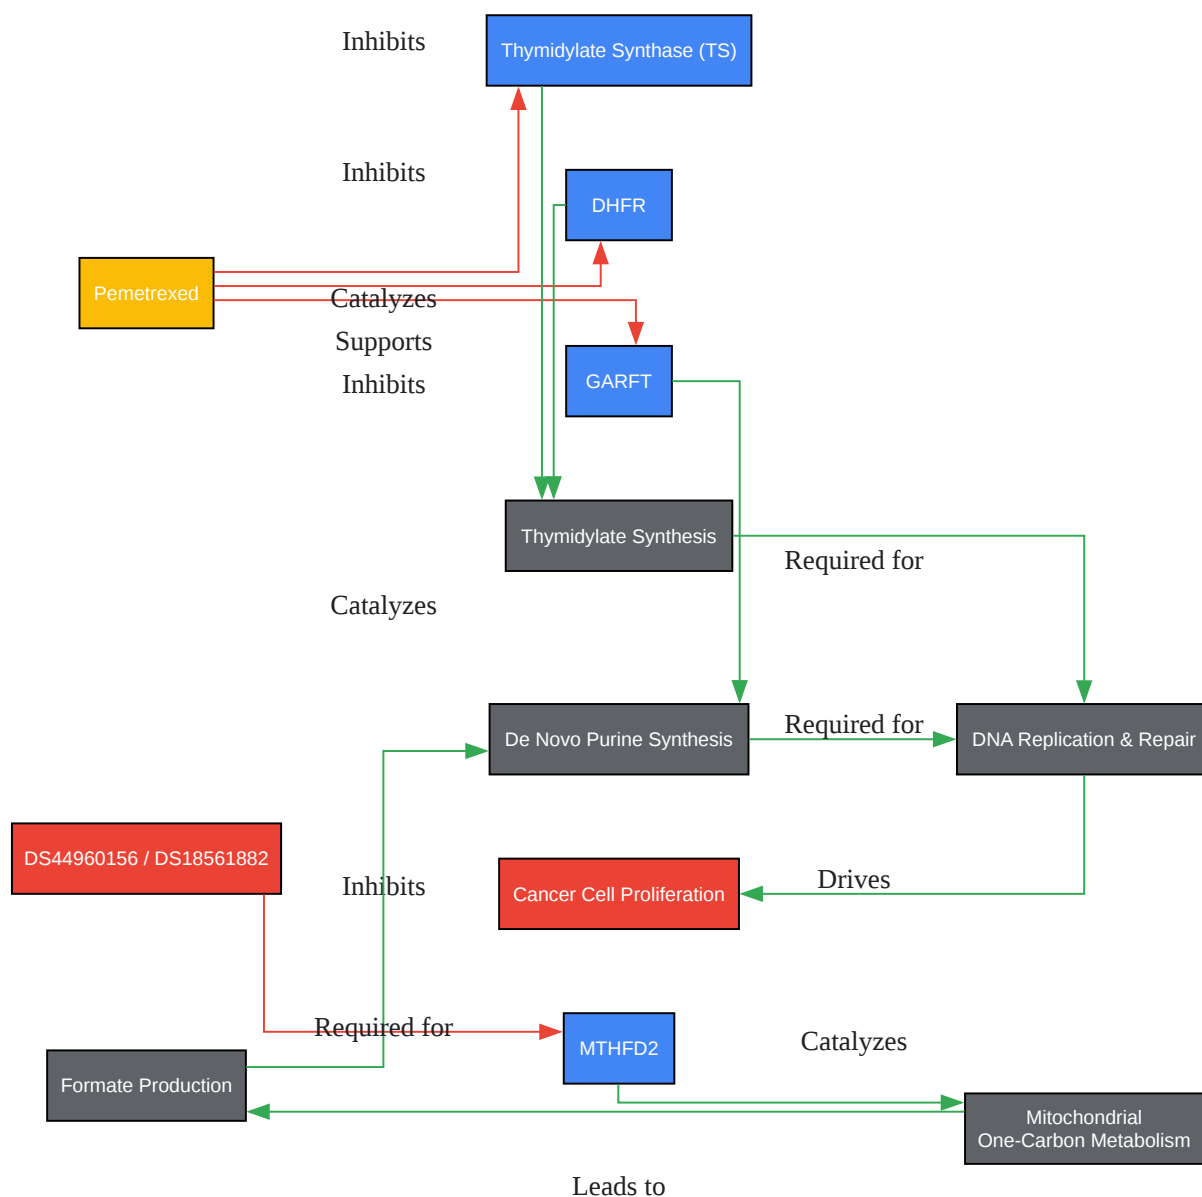 Inhibits
Thymidylate Synthase (TS)
Inhibits
DHFR
Pemetrexed
Catalyzes
Supports
Inhibits
GARFT
Thymidylate Synthesis
Required for
Catalyzes
De Novo Purine Synthesis
Required for
DNA Replication & Repair
DS44960156 / DS18561882
Inhibits
Cancer Cell Proliferation
Drives
Required for
MTHFD2
Catalyzes
Formate Production
Mitochondrial
One-Carbon Metabolism
Leads to